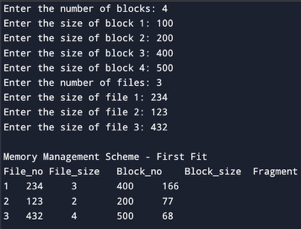 Enter the number of blocks: 4
Enter the size of block 1: 100
Enter the size of block 2: 200
Enter the size of block 3: 400
Enter the size of block 4: 500
Enter the number of files: 3
Enter the size of file 1: 234
Enter the size of file 2: 123
Enter the size of file 3: 432

Memory Management Scheme - First Fit
File_no File_size Block_no Block_size Fragment
1 234 3 400 166
2 123 2 200 77
3 432 4 500 68